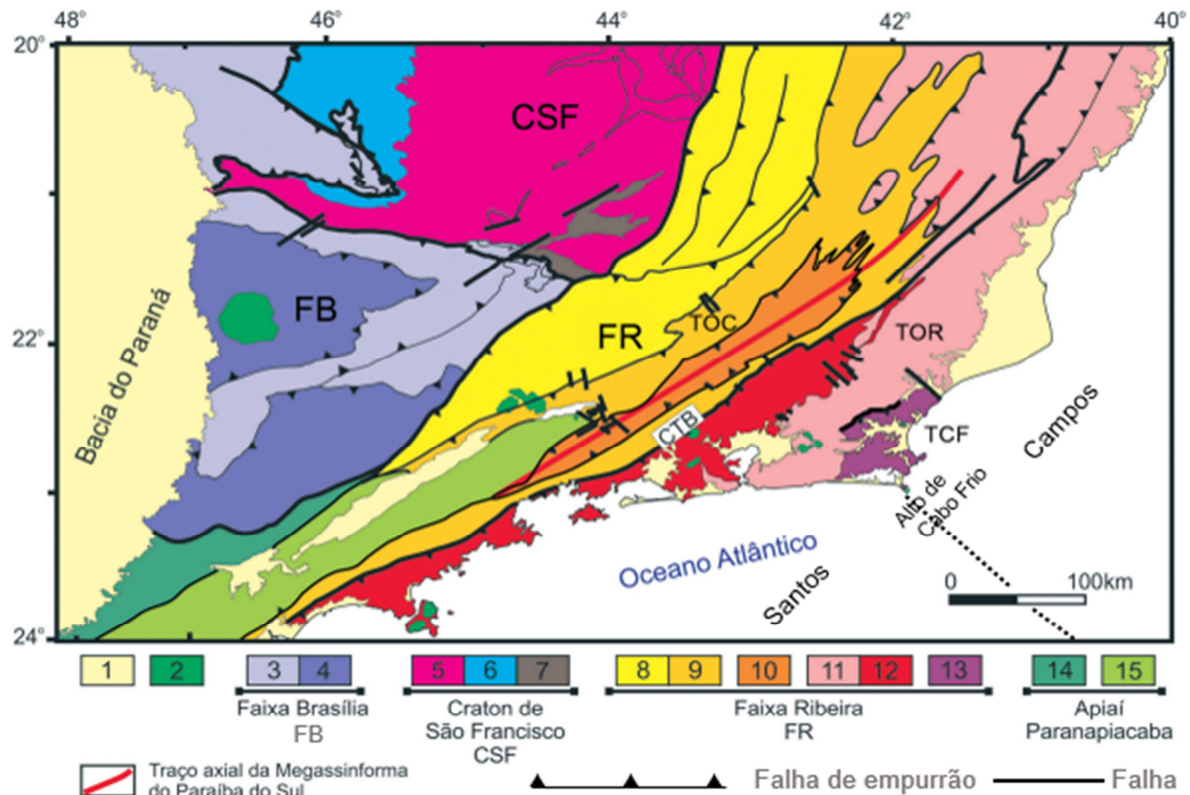 48° 46° 44° 42° 40°
20°
CSF
FB
22°
FR
TOC
TOR
Bacia do Paraná
CTB
TCF
Campos
Alto de
Cabo Frio
Oceano Atlântico
Santos
0 100km
24°
1 2 3 4 5 6 7 8 9 10 11 12 13 14 15
Faixa Brasília
FB
Craton de
São Francisco
CSF
Faixa Ribeira
FR
Apiaí
Paranapiacaba
Traço axial da Megassinforma
do Paraíba do Sul
Falha de empurrão
Falha